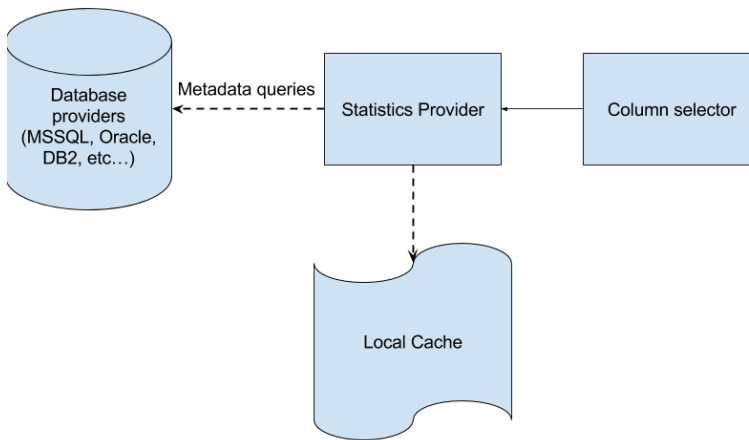 Database
providers
(MSSQL, Oracle,
DB2, etc…)
Metadata queries
Statistics Provider
Column selector
Local Cache